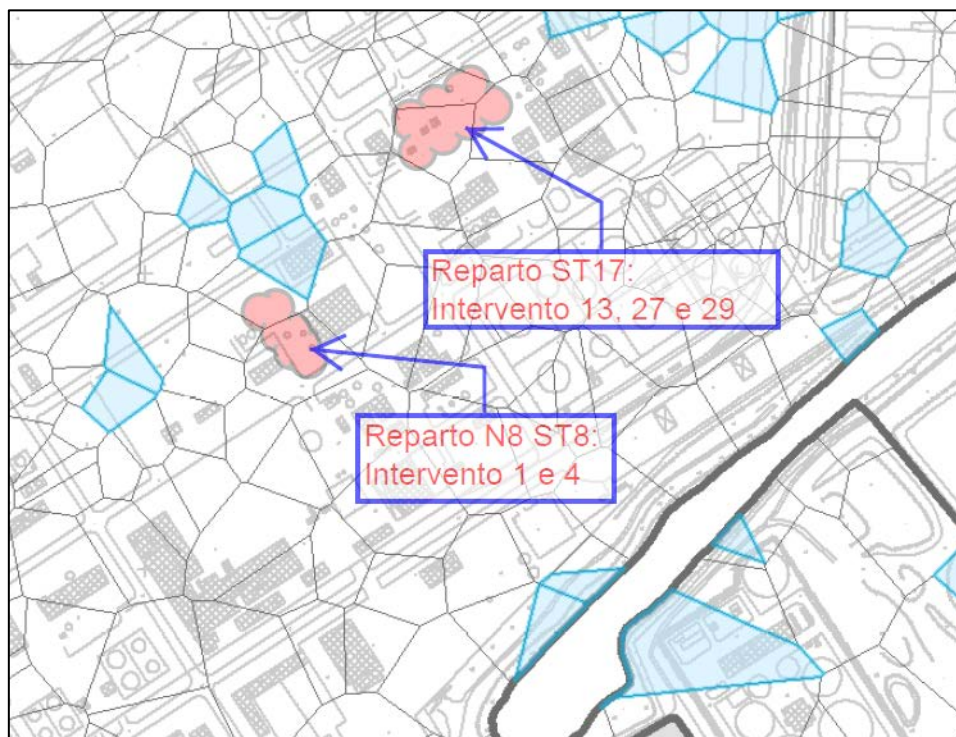 Reparto ST17:
Intervento 13, 27 e 29
Reparto N8 ST8:
Intervento 1 e 4